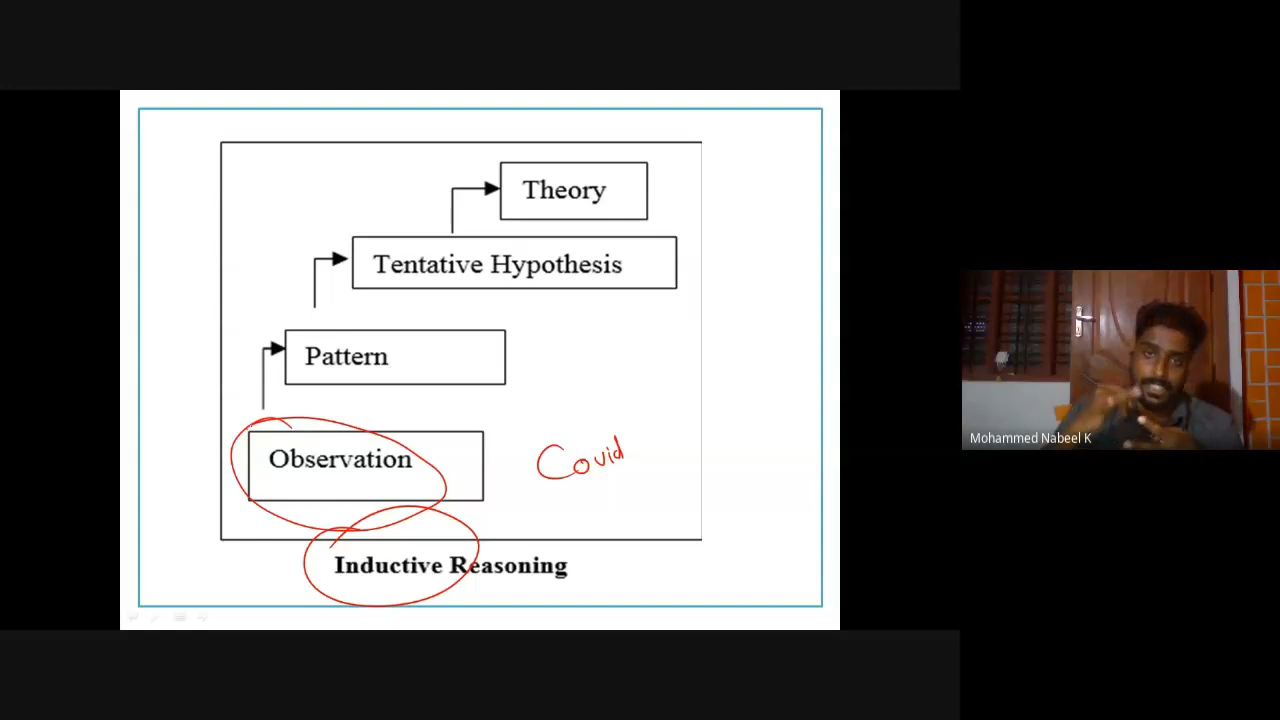 Theory
Tentative Hypothesis
Pattern
Observation
Covid
Inductive Reasoning
Mohammed Nabeel K